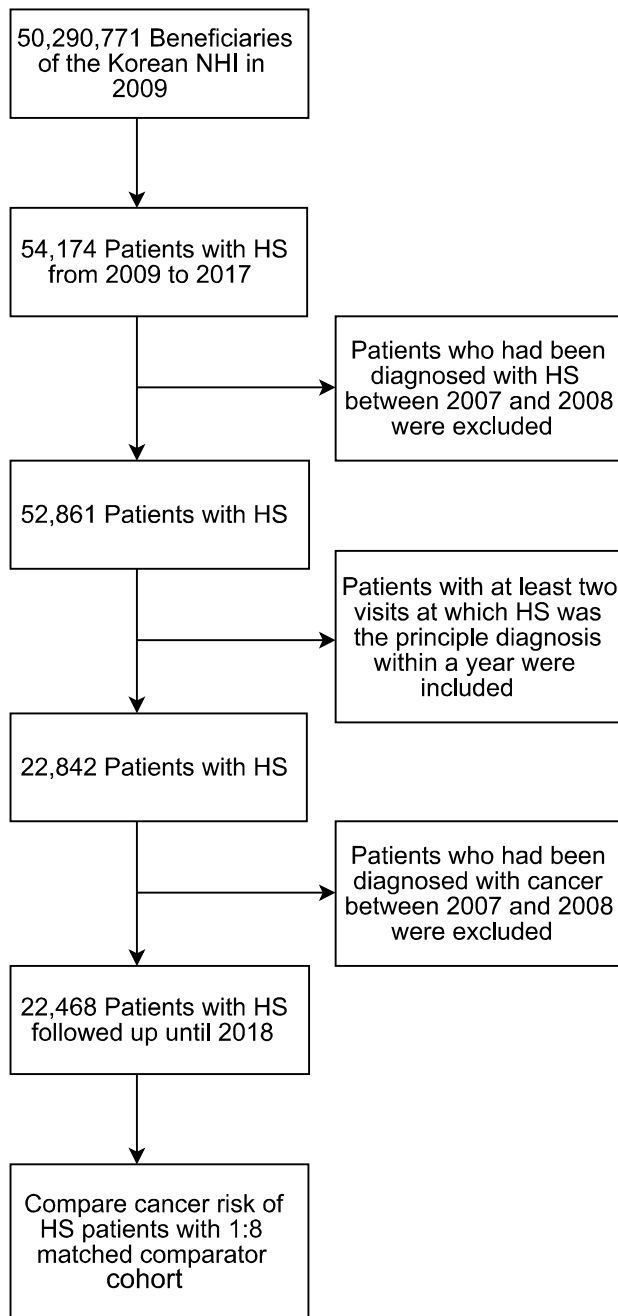 50,290,771 Beneficiaries
of the Korean NHI in
2009
54,174 Patients with HS
from 2009 to 2017
Patients who had been
diagnosed with HS
between 2007 and 2008
were excluded
52,861 Patients with HS
Patients with at least two
visits at which HS was
the principle diagnosis
within a year were
included
22,842 Patients with HS
Patients who had been
diagnosed with cancer
between 2007 and 2008
were excluded
22,468 Patients with HS
followed up until 2018
Compare cancer risk of
HS patients with 1:8
matched comparator
cohort